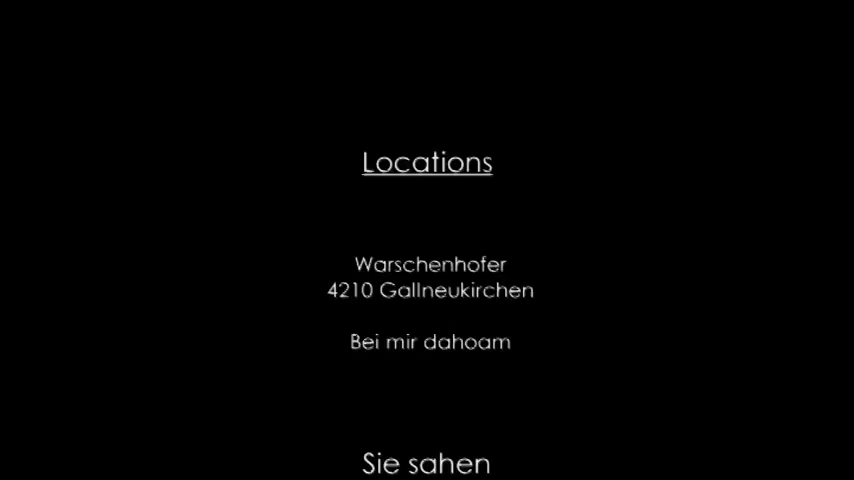 Locations
Warschenhofer
4210 Gallneukirchen
Bei mir dahoam
Sie sahen